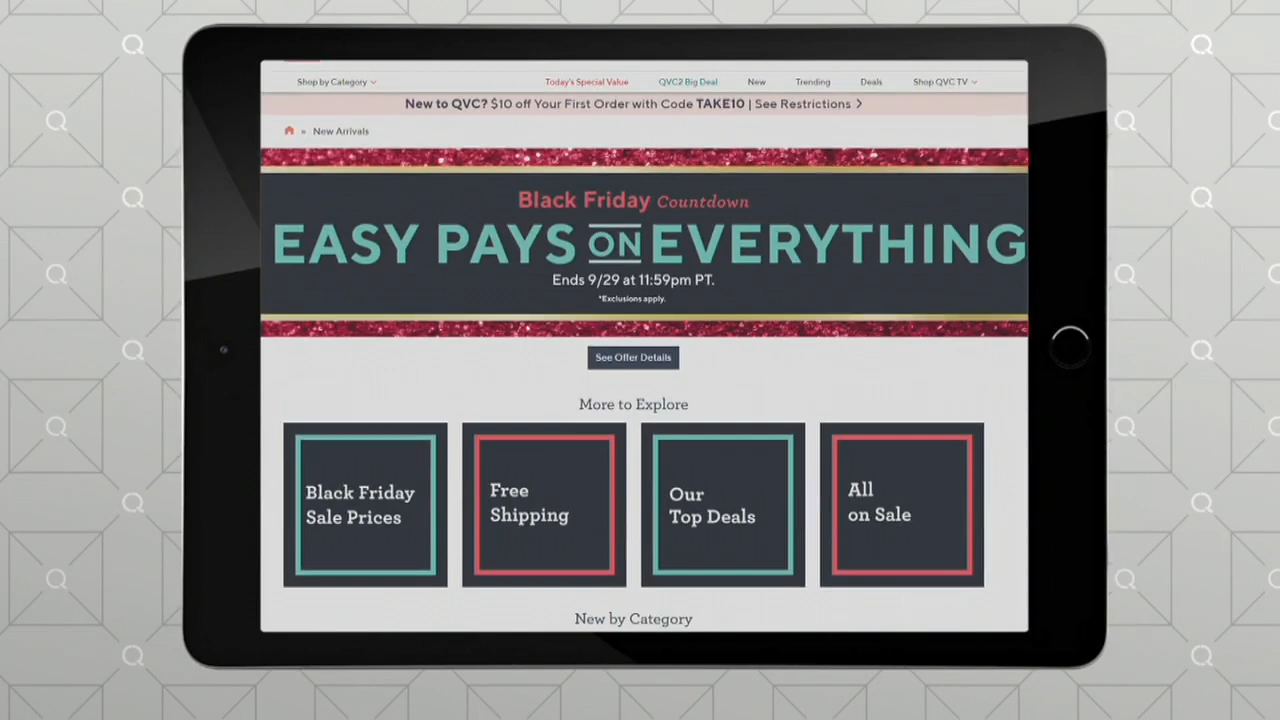 Shop by Category
Today's Special Value
QVC2 Big Deal
New
Trending
Deals
Shop QVC TV
New to QVC? $10 off Your First Order with Code TAKE10 | See Restrictions >
» New Arrivals
Black Friday Countdown
EASY PAYS ON EVERYTHING
Ends 9/29 at 11:59pm PT.
*Exclusions apply.
See Offer Details
More to Explore
Black Friday
Sale Prices
Free
Shipping
Our
Top Deals
All
on Sale
New by Category